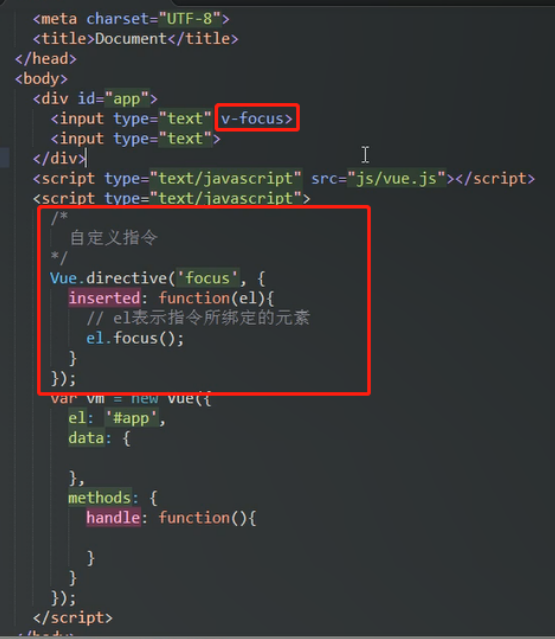 <meta charset="UTF-8">
<title>Document</title>
</head>
<body>
<div id="app">
<input type="text" v-focus>
<input type="text">
</div>
<script type="text/javascript" src="js/vue.js"></script>
<script type="text/javascript">
/*
自定义指令
*/
Vue.directive('focus', {
inserted: function(el){
// el表示指令所绑定的元素
el.focus();
}
});
var vm = new Vue({
el: '#app',
data: {
},
methods: {
handle: function(){
}
}
});
</script>
</body>